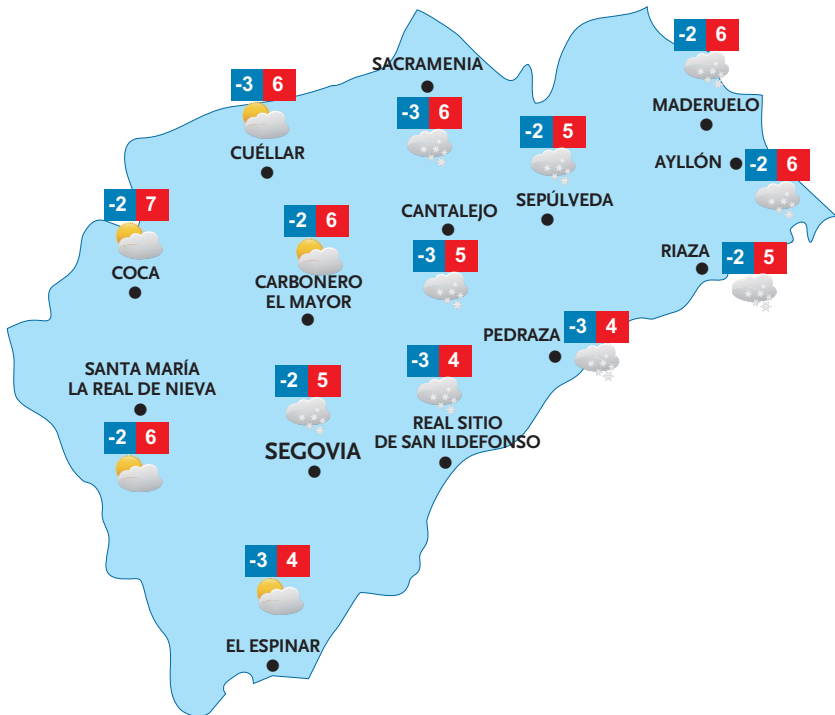 -2 6
MADERUELO
SACRAMENIA
-3 6
-3 6
CUÉLLAR
-2 5
SEPÚLVEDA
AYLLÓN
-2 6
-2 7
COCA
-2 6
CARBONERO
EL MAYOR
CANTALEJO
-3 5
RIAZA
-2 5
PEDRAZA
-3 4
SANTA MARÍA
LA REAL DE NIEVA
-2 6
-2 5
SEGOVIA
-3 4
REAL SITIO
DE SAN ILDEFONSO
-3 4
EL ESPINAR